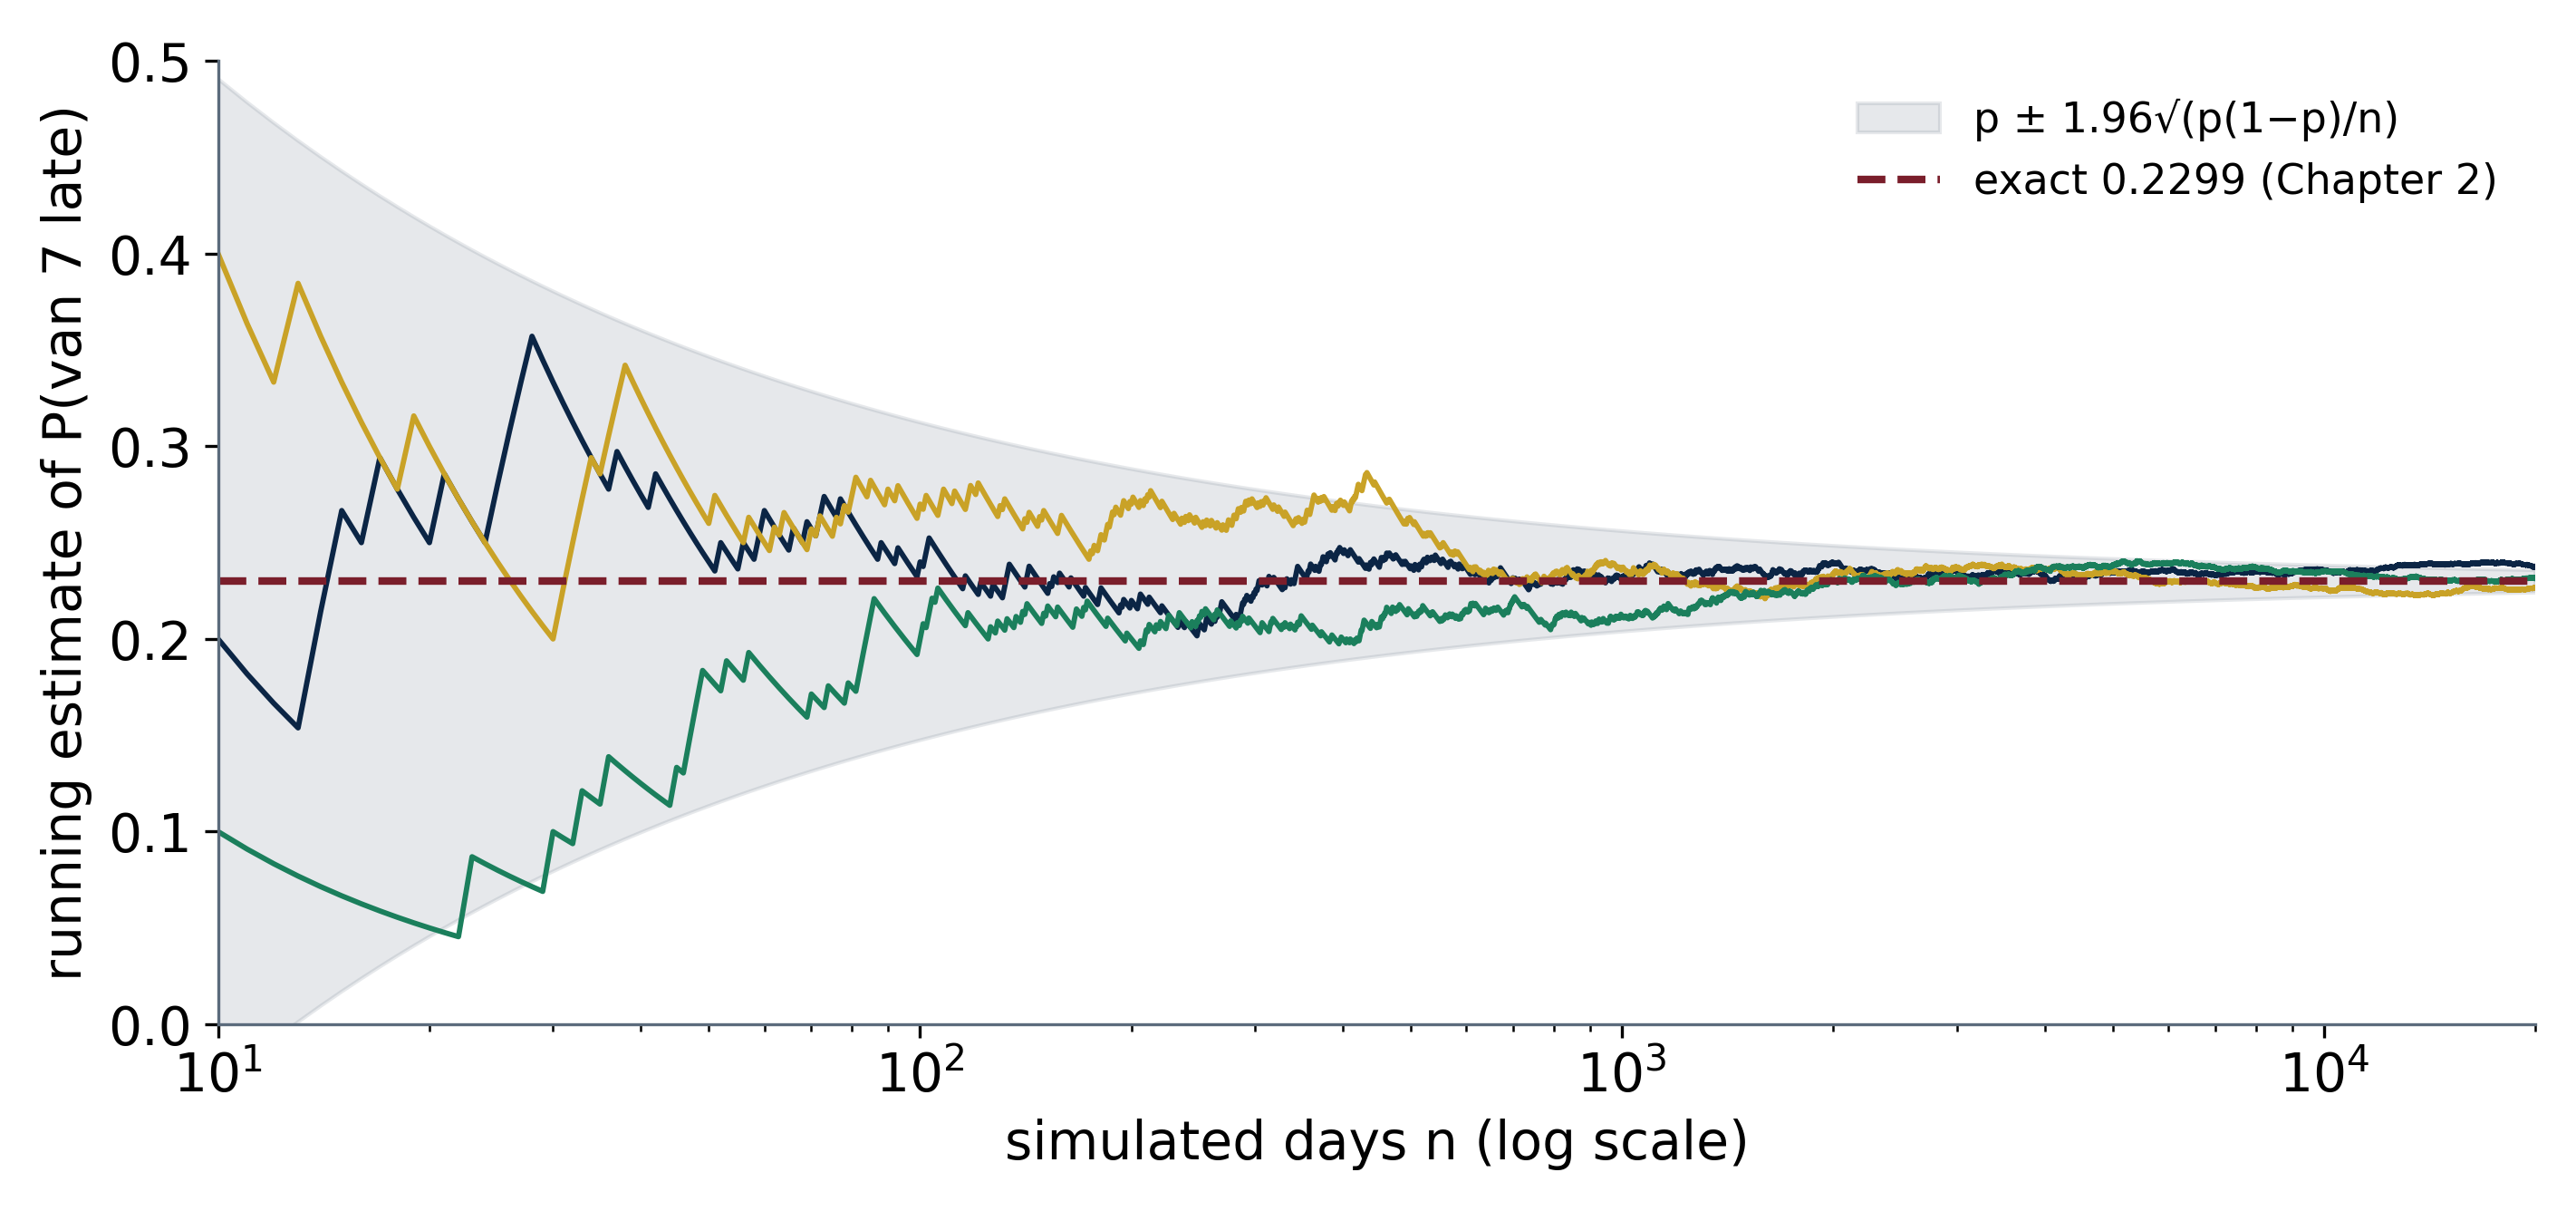 running estimate of P(van 7 late)
0.5
0.4
0.3
0.2
0.1
0.0
p ± 1.96√(p(1−p)/n)
exact 0.2299 (Chapter 2)
10¹ 10² 10³ 10⁴
simulated days n (log scale)